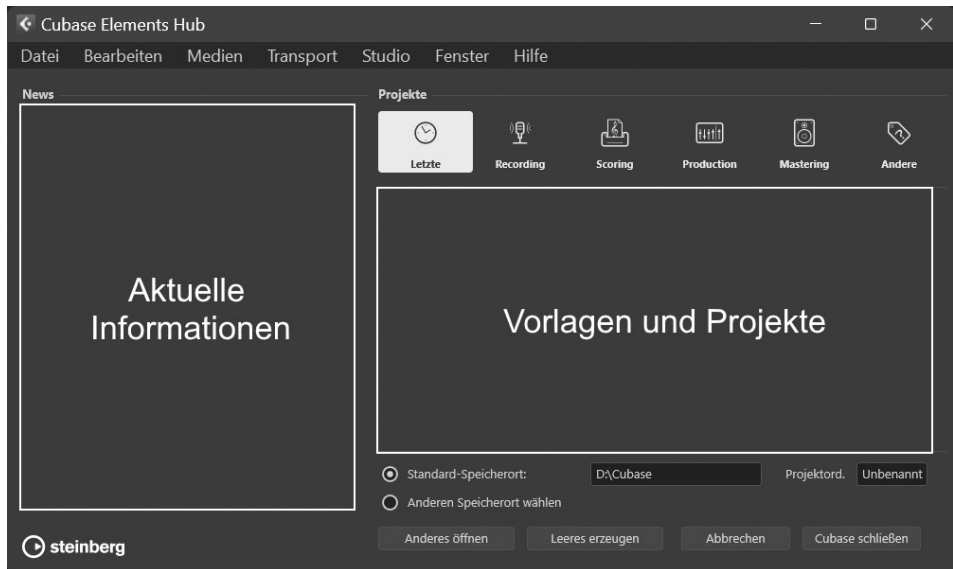 Cubase Elements Hub
Datei Bearbeiten Medien Transport Studio Fenster Hilfe
News
Projekte
Letzte Recording Scoring Production Mastering Andere
Aktuelle
Informationen
Vorlagen und Projekte
Standard-Speicherort: D:\Cubase Projektord. Unbenannt
Anderen Speicherort wählen
Anderes öffnen Leeres erzeugen Abbrechen Cubase schließen
steinberg